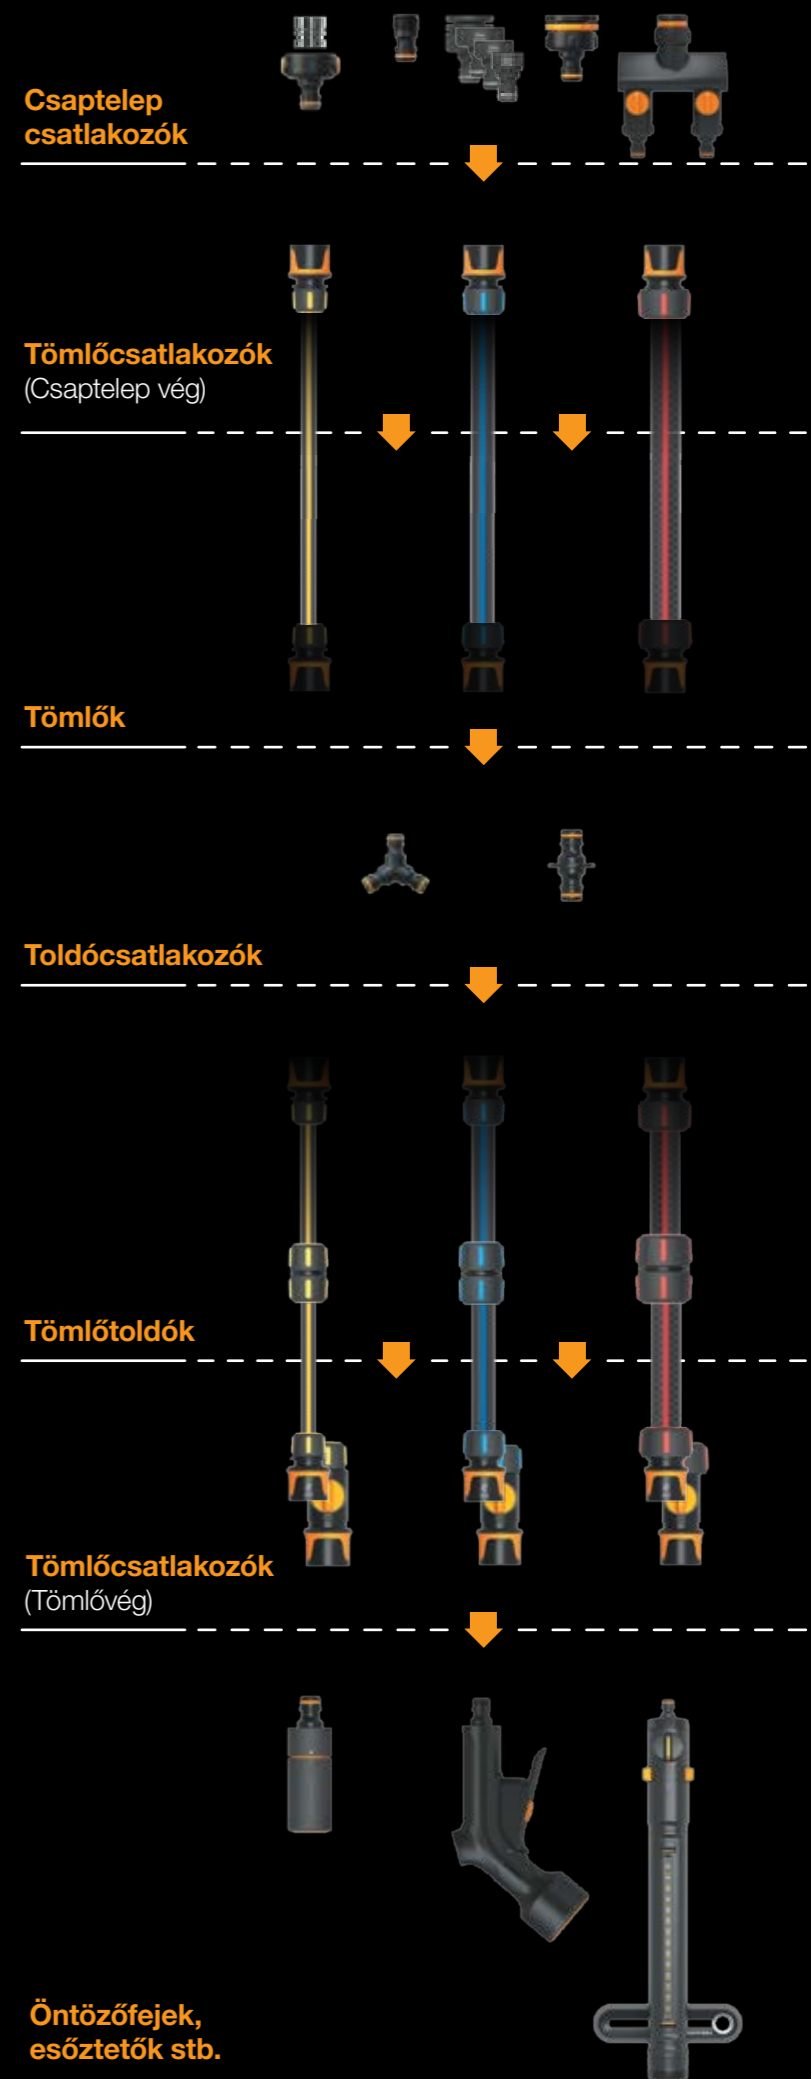 Csaptelep
csatlakozók
Tömlőcsatlakozók
(Csaptelep vég)
Tömlők
Toldócsatlakozók
Tömlőtoldók
Tömlőcsatlakozók
(Tömlővég)
Öntözőfejek,
esőztetők stb.